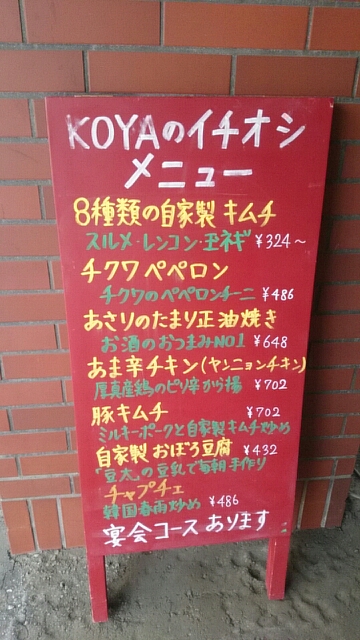 KOYAのイチオシ
メニュー
8種類の自家製 キムチ
スルメ・レンコン・玉ネギ ¥324～
チクワ ペペロン
チクワのペペロンチーニ ¥486
あさりのたまり正油焼き
お酒のおつまみNO1 ¥648
あま辛チキン(ヤンニョンチキン)
厚真産鶏のピリ辛から揚 ¥702
豚キムチ ¥702
ミルキーポークと自家製キムチ炒め
自家製 おぼろ豆腐 ¥432
「豆太」の豆乳で毎朝手作り
チャプチェ
韓国春雨炒め ¥486
宴会コース あります